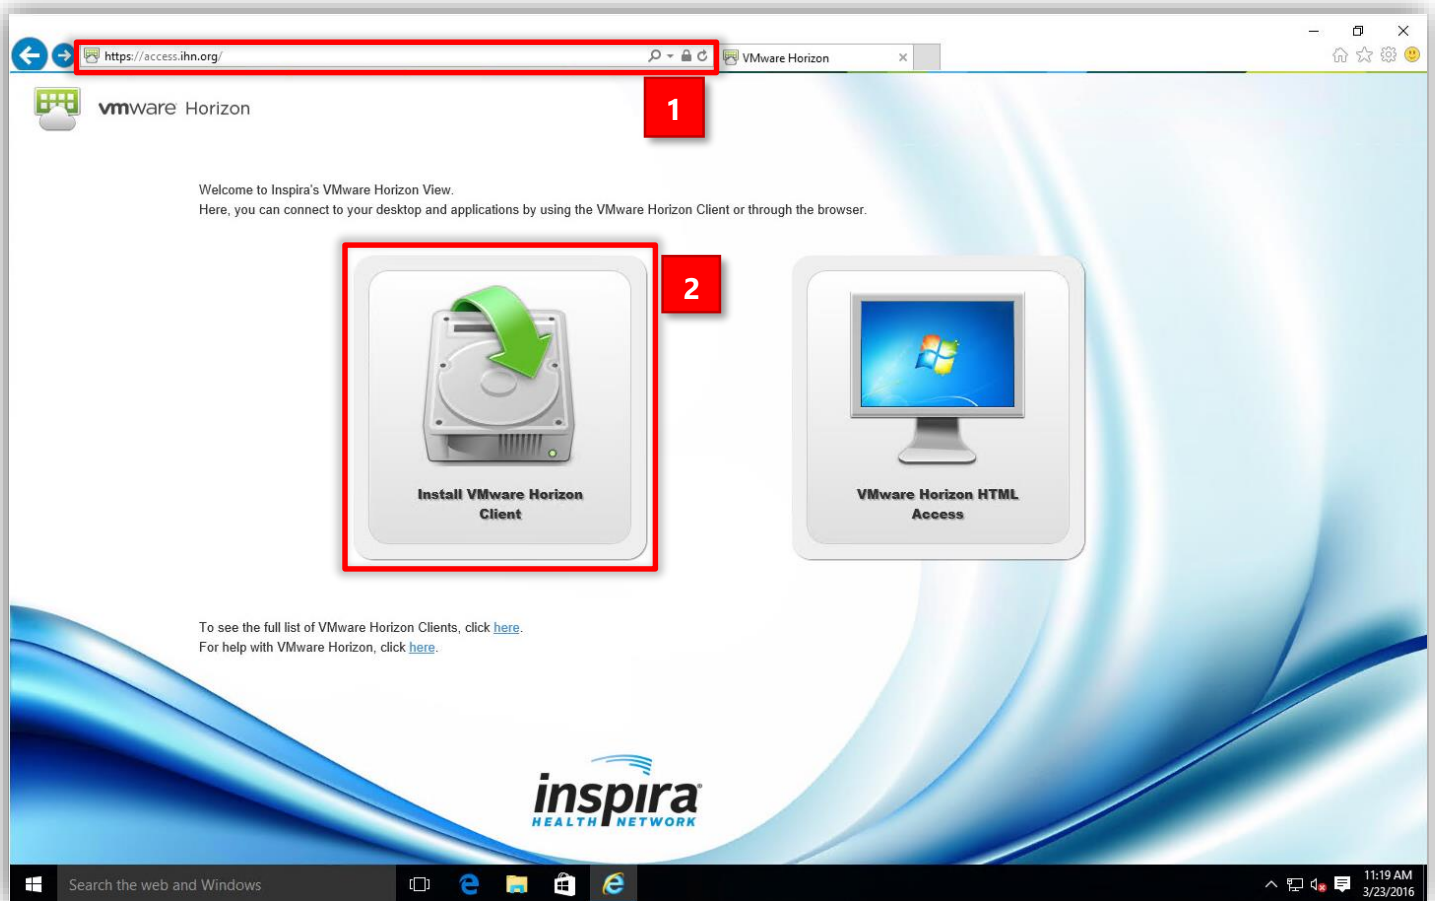 https://access.ihn.org/
VMware Horizon
1
vmware Horizon
Welcome to Inspira's VMware Horizon View.
Here, you can connect to your desktop and applications by using the VMware Horizon Client or through the browser.
2
Install VMware Horizon
Client
VMware Horizon HTML
Access
To see the full list of VMware Horizon Clients, click here.
For help with VMware Horizon, click here.
inspira
HEALTH NETWORK
Search the web and Windows
11:19 AM
3/23/2016